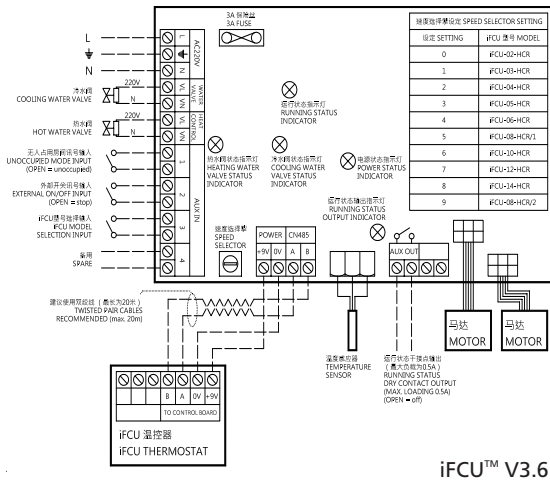 3A 保险丝
3A FUSE
速度选择掣设定 SPEED SELECTOR SETTING
设定 SETTING iFCU 型号 MODEL
0 iFCU-02-HCR
1 iFCU-03-HCR
2 iFCU-04-HCR
3 iFCU-05-HCR
4 iFCU-06-HCR
5 iFCU-08-HCR/1
6 iFCU-10-HCR
7 iFCU-12-HCR
8 iFCU-14-HCR
9 iFCU-08-HCR/2
L
N
L
N
AC220V
冷水阀
COOLING WATER VALVE
220V
N
VL
VN
WATER VALVE
热水阀
HOT WATER VALVE
220V
N
VL
VN
HEAT CONTROL
无人占用房间讯号输入
UNOCCUPIED MODE INPUT
(OPEN = unoccupied)
1
外部开关讯号输入
EXTERNAL ON/OFF INPUT
(OPEN = stop)
2
iFCU型号选择输入
iFCU MODEL
SELECTION INPUT
3
备用
SPARE
4
AUX IN
运行状态指示灯
RUNNING STATUS
INDICATOR
热水阀状态指示灯
HEATING WATER
VALVE STATUS
INDICATOR
冷水阀状态指示灯
COOLING WATER
VALVE STATUS
INDICATOR
电源状态指示灯
POWER STATUS
INDICATOR
运行状态输出指示灯
RUNNING STATUS
OUTPUT INDICATOR
速度选择掣
SPEED
SELECTOR
POWER CN485
+9V 0V A B
AUX OUT
建议使用双绞线 (最长为20米)
TWISTED PAIR CABLES
RECOMMENDED (max. 20m)
温度感应器
TEMPERATURE
SENSOR
运行状态干接点输出
(最大负载为0.5A)
RUNNING STATUS
DRY CONTACT OUTPUT
(MAX. LOADING 0.5A)
(OPEN = off)
马达
MOTOR
马达
MOTOR
B A 0V +9V
TO CONTROL BOARD
iFCU 温控器
iFCU THERMOSTAT
iFCU™ V3.6